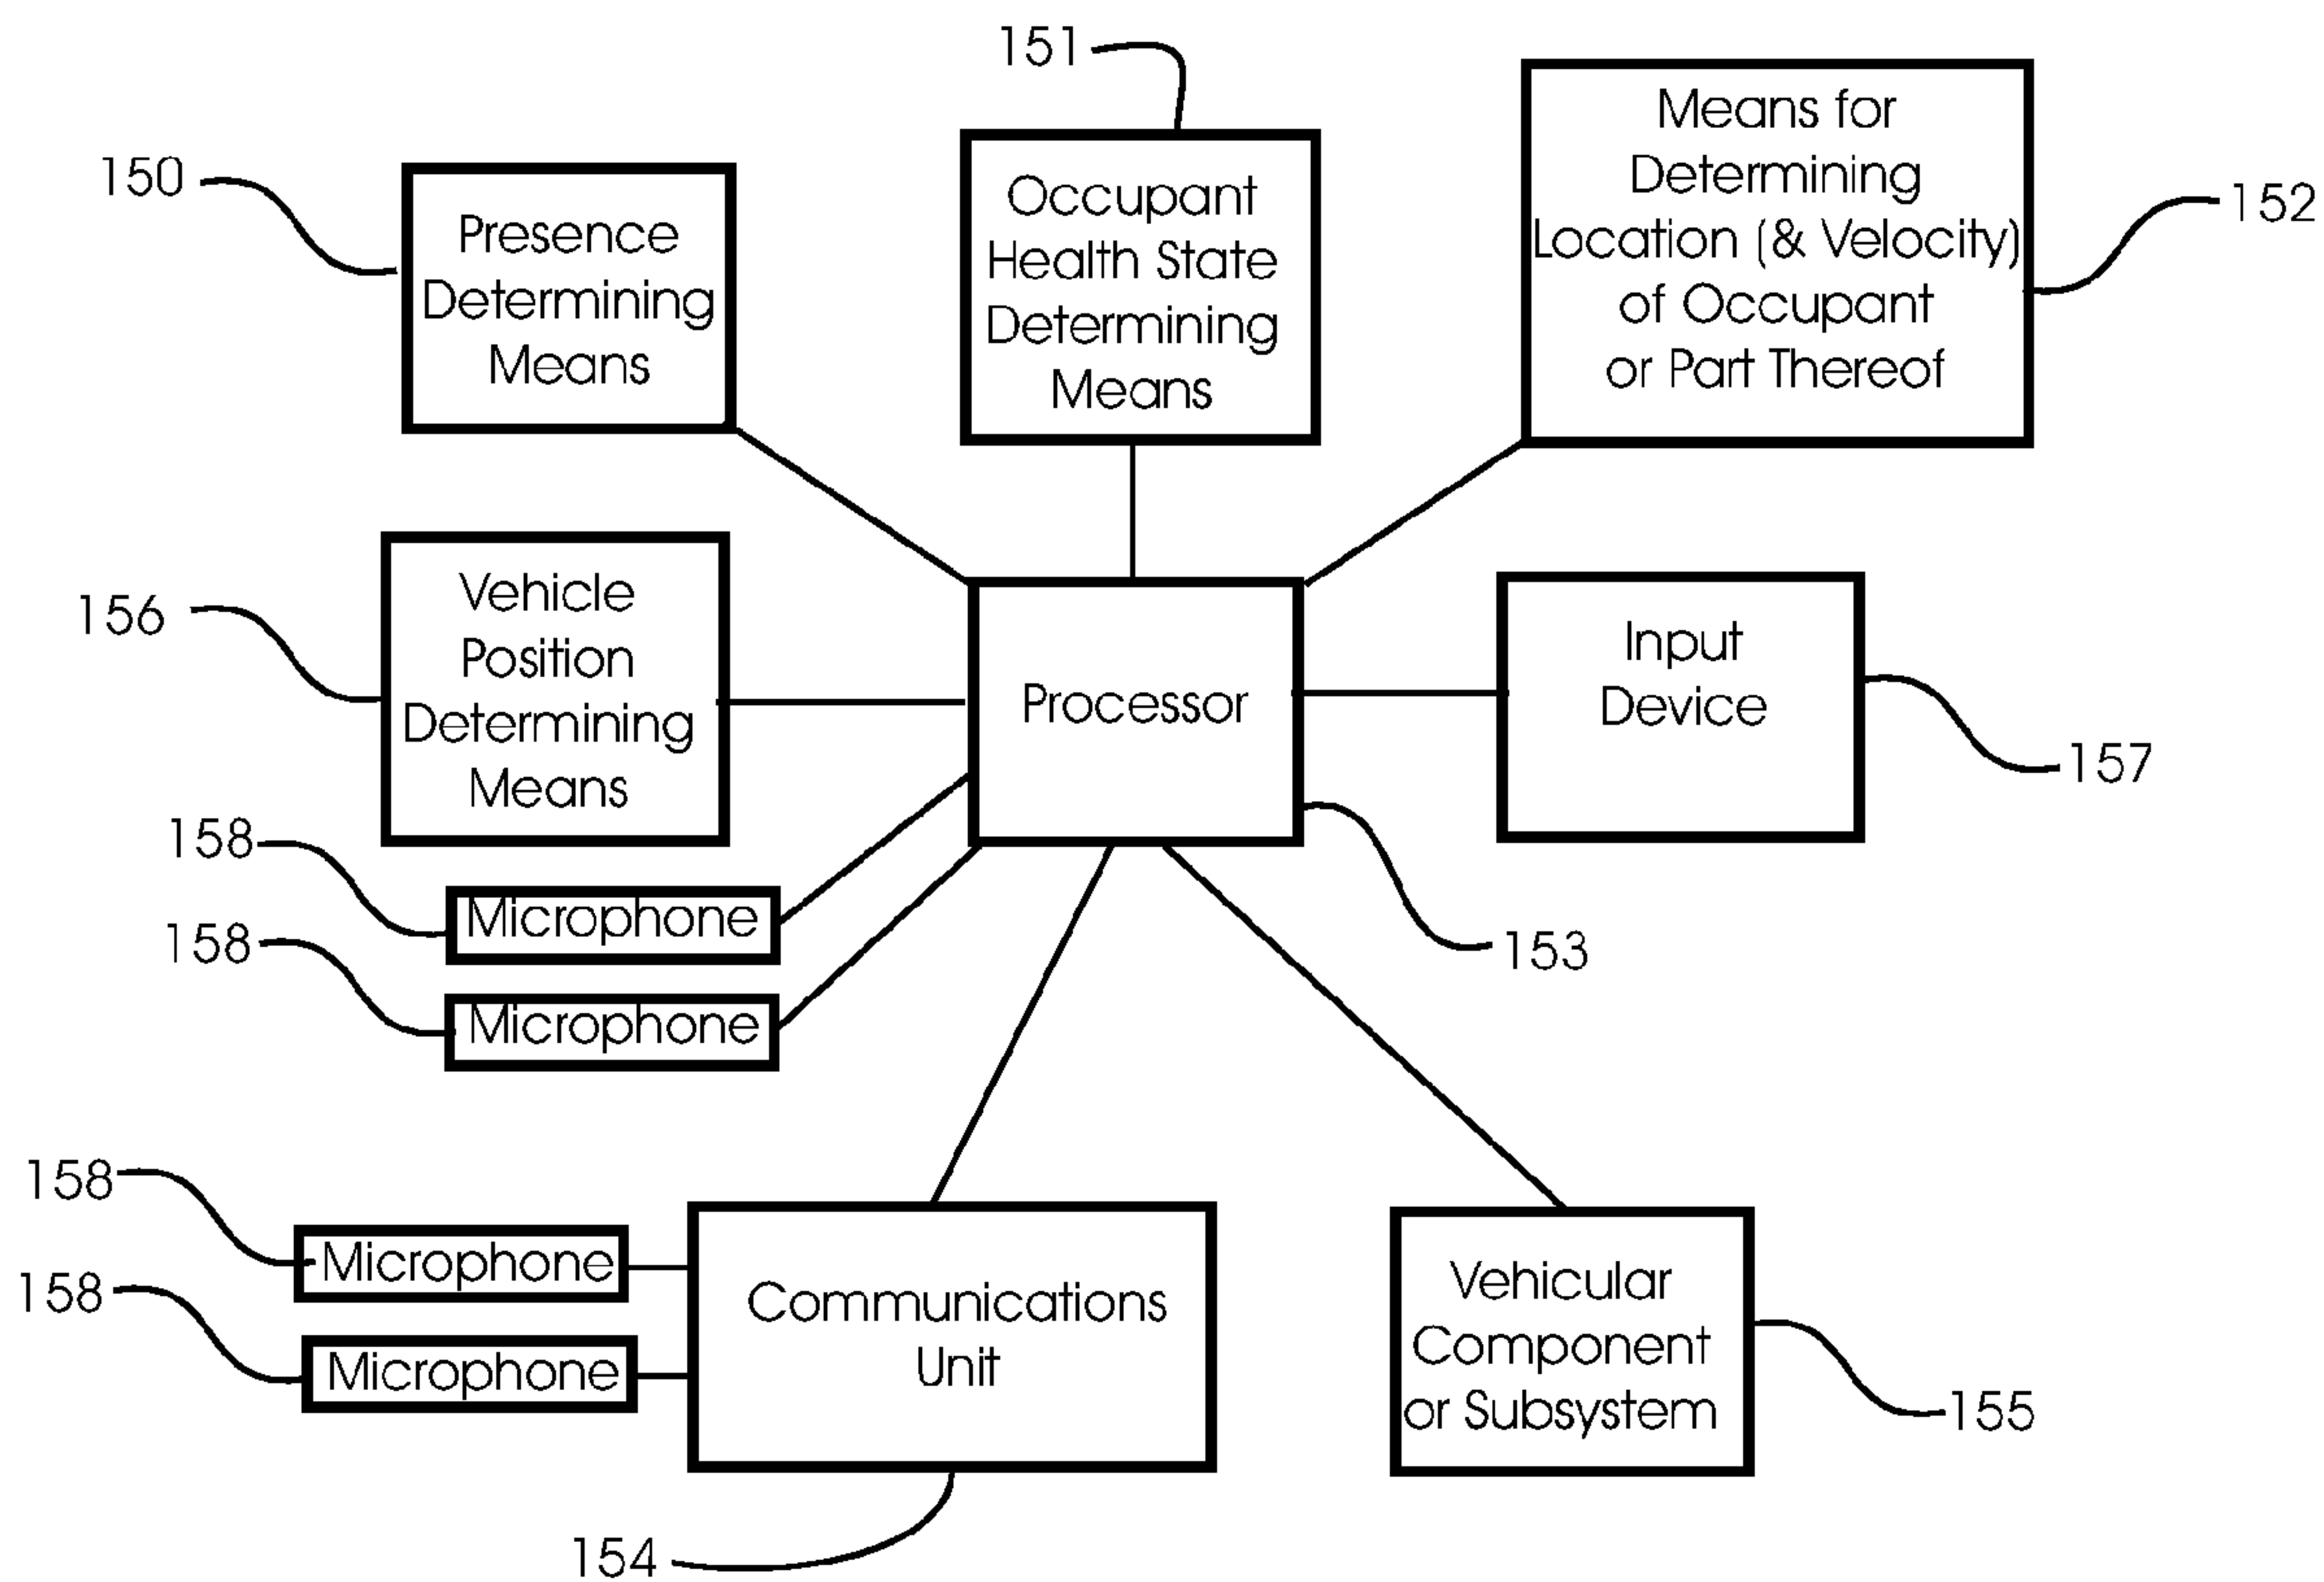 151
Means for
Determining
Location (& Velocity)
of Occupant
or Part Thereof
152
150
Presence
Determining
Means
Occupant
Health State
Determining
Means
156
Vehicle
Position
Determining
Means
Processor
Input
Device
157
153
158
Microphone
158
Microphone
158
Microphone
158
Microphone
Communications
Unit
154
Vehicular
Component
or Subsystem
155